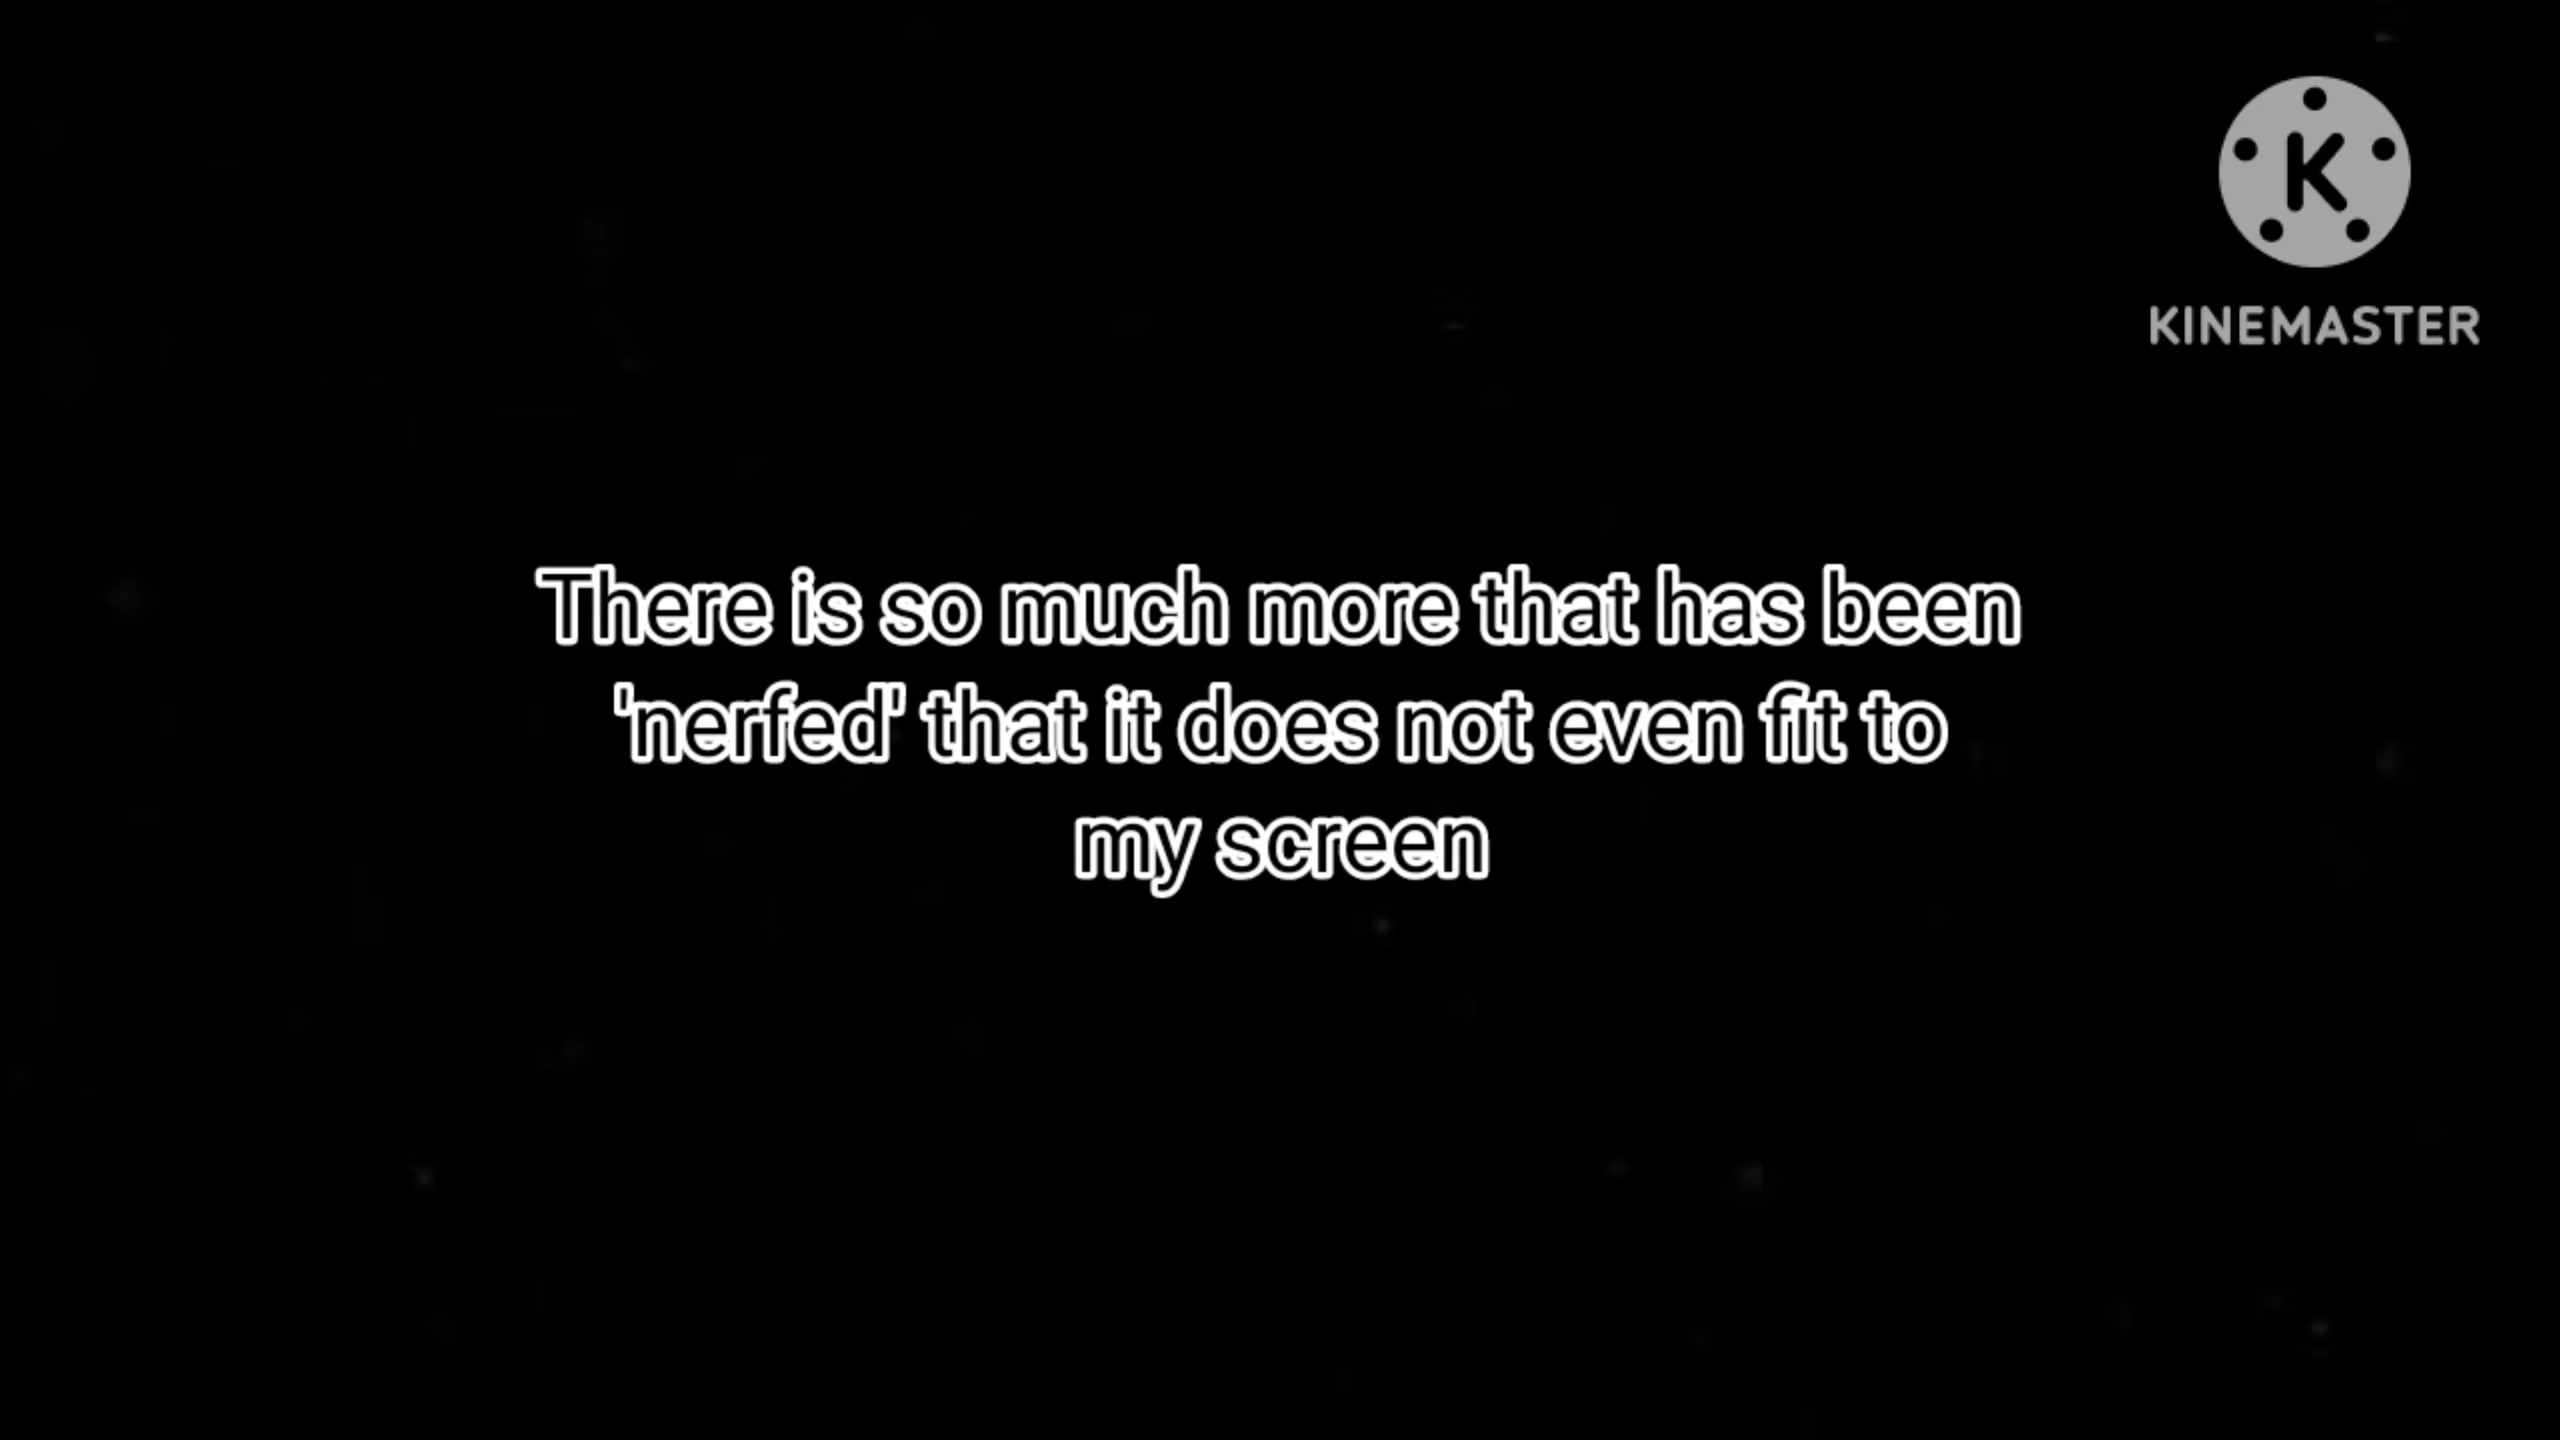 K
KINEMASTER
There is so much more that has been
'nerfed' that it does not even fit to
my screen